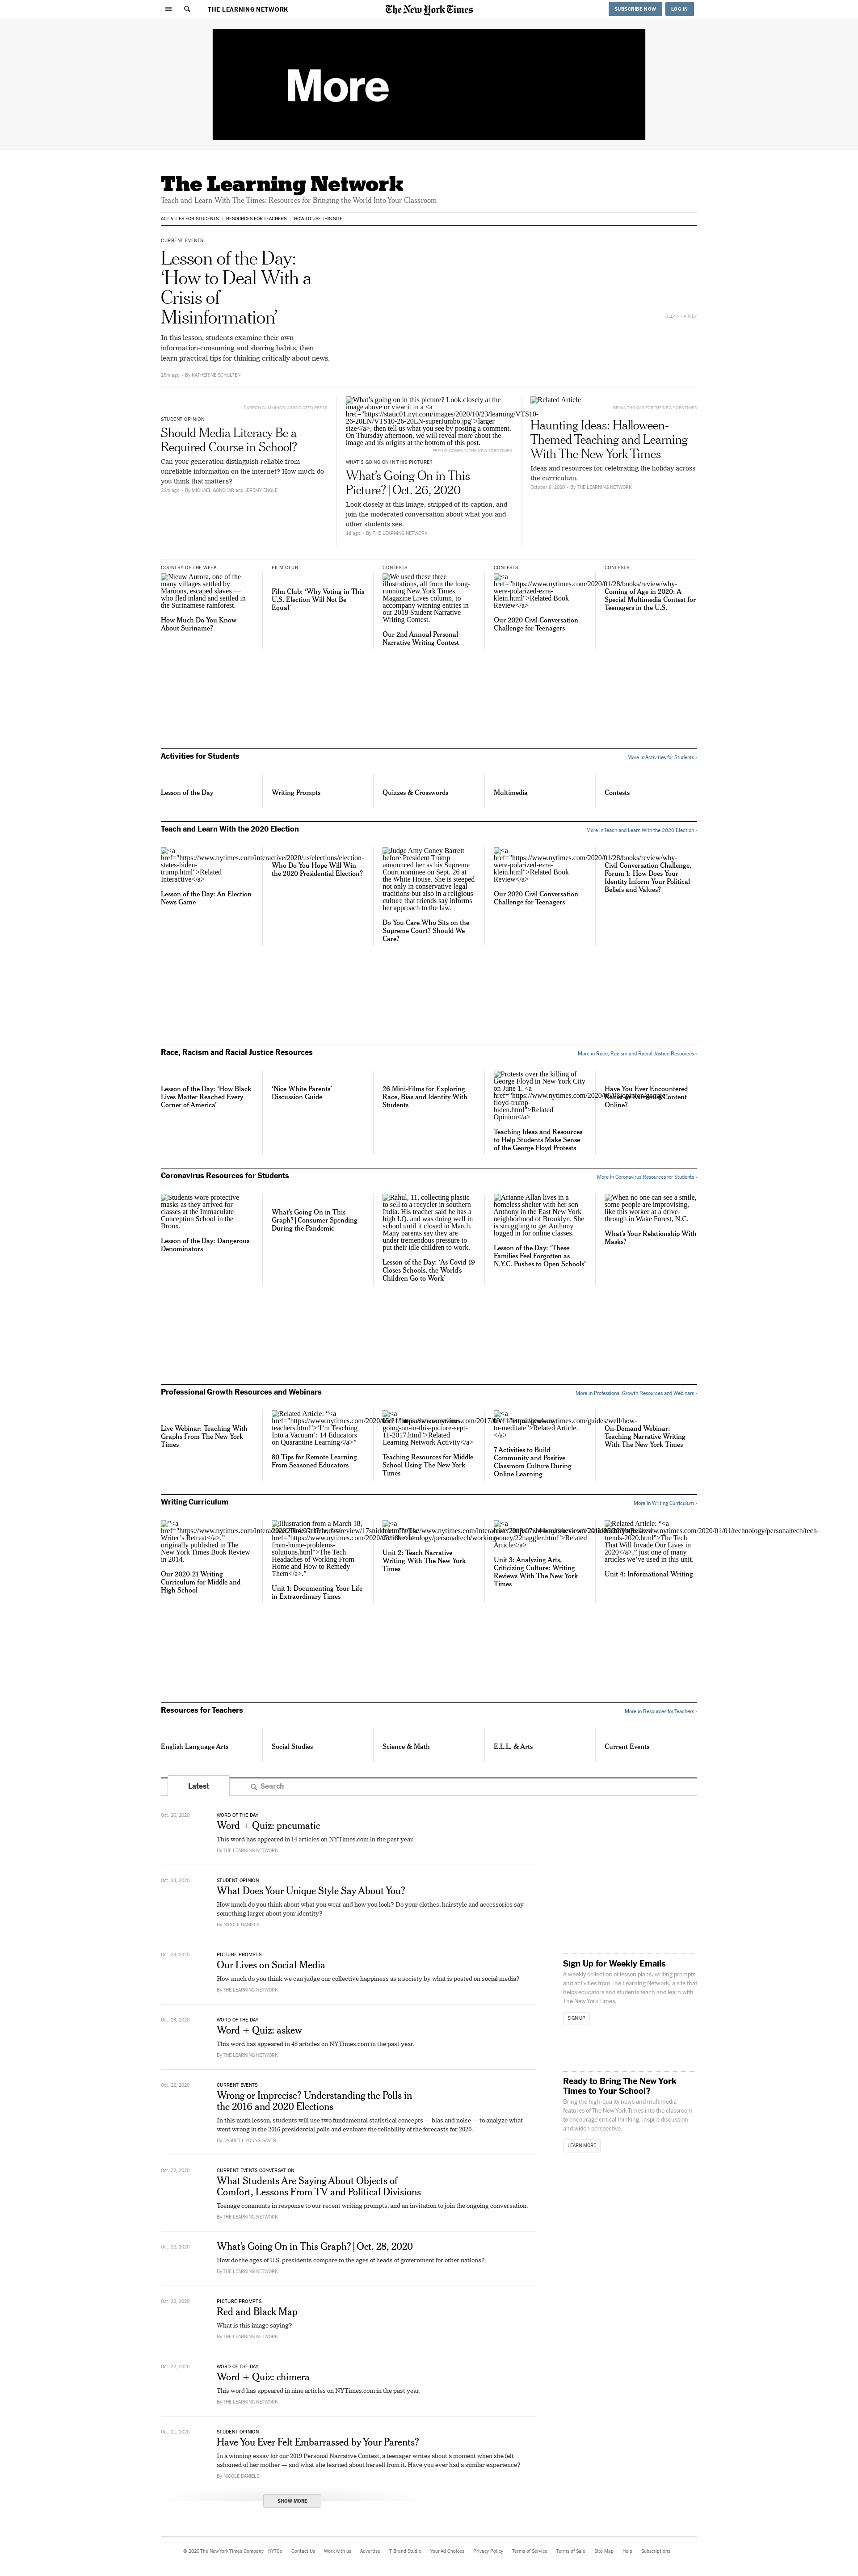 THE LEARNING NETWORK
The New York Times
SUBSCRIBE NOW
LOG IN
More
The Learning Network
Teach and Learn With The Times: Resources for Bringing the World Into Your Classroom
ACTIVITIES FOR STUDENTS
RESOURCES FOR TEACHERS
HOW TO USE THIS SITE
CURRENT EVENTS
Lesson of the Day:
‘How to Deal With a
Crisis of
Misinformation’
In this lesson, students will examine their own
information-consuming and sharing habits, then
learn practical tips for thinking critically about news.
26m ago - By KATHERINE SCHULTEN
GLENN HARVEY
STUDENT OPINION
Should Media Literacy Be a
Required Course in School?
Can your generation distinguish reliable from
unreliable information on the internet? How much do
you think that matters?
26m ago - By MICHAEL GONCHAR and JEREMY ENGLE
What’s going on in this picture? Look closely at the
image above or view it in a <a
href="https://static01.nyt.com/images/2020/10/23/learning/VTS10-
26-20LN/VTS10-26-20LN-superJumbo.jpg">larger
size</a>, then tell us what you see by posting a comment.
On Thursday afternoon, we will reveal more about the
image and its origins at the bottom of this post.
FRED R. CONRAD/THE NEW YORK TIMES
WHAT'S GOING ON IN THIS PICTURE?
What’s Going On in This
Picture? | Oct. 26, 2020
Look closely at this image, stripped of its caption, and
join the moderated conversation about what you and
other students see.
1d ago - By THE LEARNING NETWORK
Related Article
BRYAN THOMAS FOR THE NEW YORK TIMES
Haunting Ideas: Halloween-
Themed Teaching and Learning
With The New York Times
Ideas and resources for celebrating the holiday across
the curriculum.
October 8, 2020 - By THE LEARNING NETWORK
COUNTRY OF THE WEEK
Nieuw Aurora, one of the
many villages settled by
Maroons, escaped slaves —
who fled inland and settled in
the Surinamese rainforest.
How Much Do You Know
About Suriname?
FILM CLUB
Film Club: ‘Why Voting in This
U.S. Election Will Not Be
Equal’
CONTESTS
We used these three
illustrations, all from the long-
running New York Times
Magazine Lives column, to
accompany winning entries in
our 2019 Student Narrative
Writing Contest.
Our 2nd Annual Personal
Narrative Writing Contest
CONTESTS
<a
href="https://www.nytimes.com/2020/01/28/books/review/why-
were-polarized-ezra-
klein.html">Related Book
Review</a>
Our 2020 Civil Conversation
Challenge for Teenagers
CONTESTS
Coming of Age in 2020: A
Special Multimedia Contest for
Teenagers in the U.S.
Activities for Students
More in Activities for Students ›
Lesson of the Day
Writing Prompts
Quizzes & Crosswords
Multimedia
Contests
Teach and Learn With the 2020 Election
More in Teach and Learn With the 2020 Election ›
<a
href="https://www.nytimes.com/interactive/2020/us/elections/election-
states-biden-
trump.html">Related
Interactive</a>
Lesson of the Day: An Election
News Game
Who Do You Hope Will Win
the 2020 Presidential Election?
Judge Amy Coney Barrett
before President Trump
announced her as his Supreme
Court nominee on Sept. 26 at
the White House. She is steeped
not only in conservative legal
traditions but also in a religious
culture that friends say informs
her approach to the law.
Do You Care Who Sits on the
Supreme Court? Should We
Care?
<a
href="https://www.nytimes.com/2020/01/28/books/review/why-
were-polarized-ezra-
klein.html">Related Book
Review</a>
Our 2020 Civil Conversation
Challenge for Teenagers
Civil Conversation Challenge,
Forum 1: How Does Your
Identity Inform Your Political
Beliefs and Values?
Race, Racism and Racial Justice Resources
More in Race, Racism and Racial Justice Resources ›
Lesson of the Day: ‘How Black
Lives Matter Reached Every
Corner of America’
‘Nice White Parents’
Discussion Guide
26 Mini-Films for Exploring
Race, Bias and Identity With
Students
Protests over the killing of
George Floyd in New York City
on June 1. <a
floyd-trump-
biden.html">Related
Opinion</a>
Teaching Ideas and Resources
to Help Students Make Sense
of the George Floyd Protests
Have You Ever Encountered
Racist or Extremist Content
Online?
Coronavirus Resources for Students
More in Coronavirus Resources for Students ›
Students wore protective
masks as they arrived for
classes at the Immaculate
Conception School in the
Bronx.
Lesson of the Day: Dangerous
Denominators
What’s Going On in This
Graph? | Consumer Spending
During the Pandemic
Rahul, 11, collecting plastic
to sell to a recycler in southern
India. His teacher said he has a
high I.Q. and was doing well in
school until it closed in March.
Many parents say they are
under tremendous pressure to
put their idle children to work.
Lesson of the Day: ‘As Covid-19
Closes Schools, the World’s
Children Go to Work’
Arianne Allan lives in a
homeless shelter with her son
Anthony in the East New York
neighborhood of Brooklyn. She
is struggling to get Anthony
logged in for online classes.
Lesson of the Day: ‘These
Families Feel Forgotten as
N.Y.C. Pushes to Open Schools’
When no one can see a smile,
some people are improvising,
like this worker at a drive-
through in Wake Forest, N.C.
What’s Your Relationship With
Masks?
Professional Growth Resources and Webinars
More in Professional Growth Resources and Webinars ›
Live Webinar: Teaching With
Graphs From The New York
Times
Related Article: “<a
teachers.html">‘I’m Teaching
Into a Vacuum’: 14 Educators
on Quarantine Learning</a>”
80 Tips for Remote Learning
From Seasoned Educators
<a
going-on-in-this-picture-sept-
11-2017.html">Related
Learning Network Activity</a>
Teaching Resources for Middle
School Using The New York
Times
<a
to-meditate">Related Article.
</a>
7 Activities to Build
Community and Positive
Classroom Culture During
Online Learning
On-Demand Webinar:
Teaching Narrative Writing
With The New York Times
Writing Curriculum
More in Writing Curriculum ›
"<a
Writer’s Retreat</a>,”
originally published in The
New York Times Book Review
in 2014.
Our 2020-21 Writing
Curriculum for Middle and
High School
Illustration from a March 18,
from-home-problems-
solutions.html">The Tech
Headaches of Working From
Home and How to Remedy
Them</a>.”
Unit 1: Documenting Your Life
in Extraordinary Times
Unit 2: Teach Narrative
Writing With The New York
Times
Unit 3: Analyzing Arts,
Criticizing Culture: Writing
Reviews With The New York
Times
Related Article: “<a
trends-2020.html">The Tech
That Will Invade Our Lives in
2020</a>,” just one of many
articles we’ve used in this unit.
Unit 4: Informational Writing
Resources for Teachers
More in Resources for Teachers ›
English Language Arts
Social Studies
Science & Math
E.L.L. & Arts
Current Events
Latest
Search
Oct. 26, 2020
WORD OF THE DAY
Word + Quiz: pneumatic
This word has appeared in 14 articles on NYTimes.com in the past year.
By THE LEARNING NETWORK
Oct. 23, 2020
STUDENT OPINION
What Does Your Unique Style Say About You?
How much do you think about what you wear and how you look? Do your clothes, hairstyle and accessories say
something larger about your identity?
By NICOLE DANIELS
Oct. 23, 2020
PICTURE PROMPTS
Our Lives on Social Media
How much do you think we can judge our collective happiness as a society by what is posted on social media?
By THE LEARNING NETWORK
Oct. 23, 2020
WORD OF THE DAY
Word + Quiz: askew
This word has appeared in 48 articles on NYTimes.com in the past year.
By THE LEARNING NETWORK
Oct. 22, 2020
CURRENT EVENTS
Wrong or Imprecise? Understanding the Polls in
the 2016 and 2020 Elections
In this math lesson, students will use two fundamental statistical concepts — bias and noise — to analyze what
went wrong in the 2016 presidential polls and evaluate the reliability of the forecasts for 2020.
By DASHIELL YOUNG-SAVER
Oct. 22, 2020
CURRENT EVENTS CONVERSATION
What Students Are Saying About Objects of
Comfort, Lessons From TV and Political Divisions
Teenage comments in response to our recent writing prompts, and an invitation to join the ongoing conversation.
By THE LEARNING NETWORK
Oct. 22, 2020
What’s Going On in This Graph? | Oct. 28, 2020
How do the ages of U.S. presidents compare to the ages of heads of government for other nations?
By THE LEARNING NETWORK
Oct. 22, 2020
PICTURE PROMPTS
Red and Black Map
What is this image saying?
By THE LEARNING NETWORK
Oct. 22, 2020
WORD OF THE DAY
Word + Quiz: chimera
This word has appeared in nine articles on NYTimes.com in the past year.
By THE LEARNING NETWORK
Oct. 21, 2020
STUDENT OPINION
Have You Ever Felt Embarrassed by Your Parents?
In a winning essay for our 2019 Personal Narrative Contest, a teenager writes about a moment when she felt
ashamed of her mother — and what she learned about herself from it. Have you ever had a similar experience?
By NICOLE DANIELS
SHOW MORE
Sign Up for Weekly Emails
A weekly collection of lesson plans, writing prompts
and activities from The Learning Network, a site that
helps educators and students teach and learn with
The New York Times.
SIGN UP
Ready to Bring The New York
Times to Your School?
Bring the high-quality news and multimedia
features of The New York Times into the classroom
to encourage critical thinking, inspire discussion
and widen perspective.
LEARN MORE
© 2020 The New York Times Company
NYTCo
Contact Us
Work with us
Advertise
T Brand Studio
Your Ad Choices
Privacy Policy
Terms of Service
Terms of Sale
Site Map
Help
Subscriptions